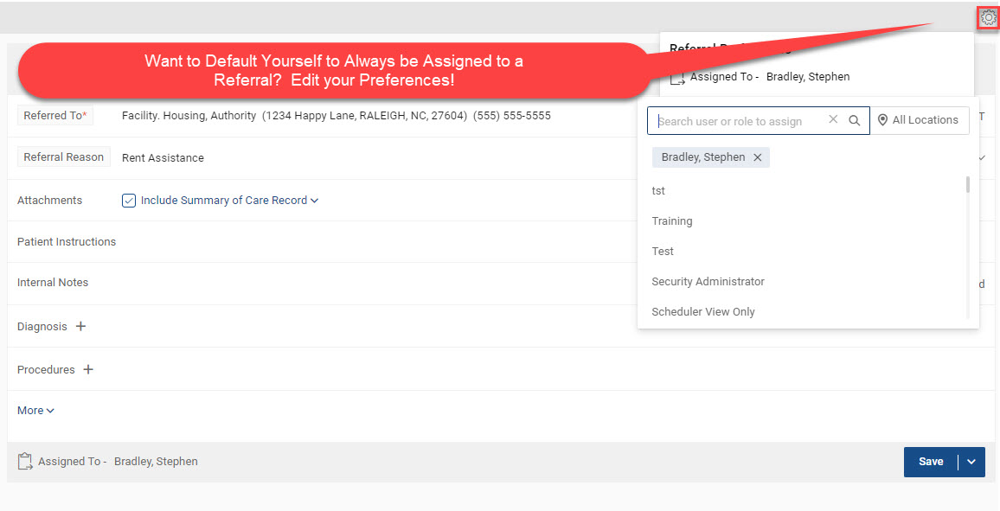 Want to Default Yourself to Always be Assigned to a
Referral?  Edit your Preferences!
Referral
Assigned To -   Bradley, Stephen
Referred To*   Facility. Housing, Authority  (1234 Happy Lane, RALEIGH, NC, 27604)  (555) 555-5555
Search user or role to assign
All Locations
T
Referral Reason   Rent Assistance
Bradley, Stephen
Attachments   Include Summary of Care Record
tst
Training
Patient Instructions
Test
Internal Notes
Security Administrator
d
Scheduler View Only
Diagnosis +
Procedures +
More
Assigned To -   Bradley, Stephen
Save